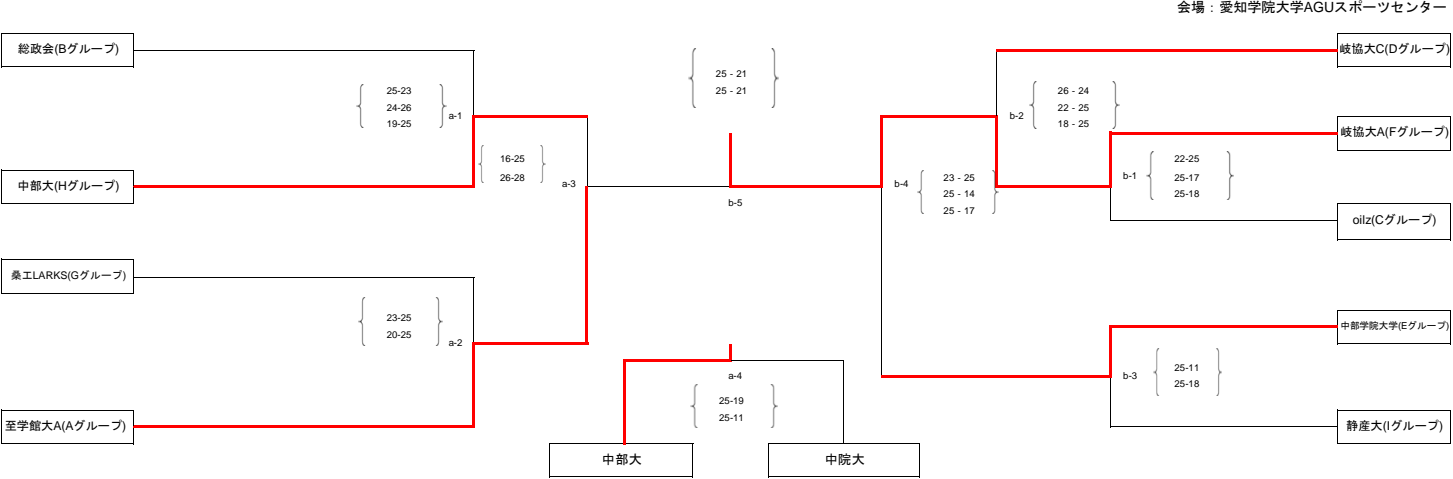 会場：愛知学院大学AGUスポーツセンター
総政会(Bグループ)
岐協大C(Dグループ)
25 - 21
25 - 21
25-23
24-26
19-25
a-1
b-2
26 - 24
22 - 25
18 - 25
岐協大A(Fグループ)
中部大(Hグループ)
16-25
26-28
a-3
b-4
23 - 25
25 - 14
25 - 17
b-1
22-25
25-17
25-18
b-5
oilz(Cグループ)
桑工LARKS(Gグループ)
23-25
20-25
a-2
中部学院大学(Eグループ)
a-4
25-19
25-11
b-3
25-11
25-18
至学館大A(Aグループ)
静産大(Iグループ)
中部大
中院大